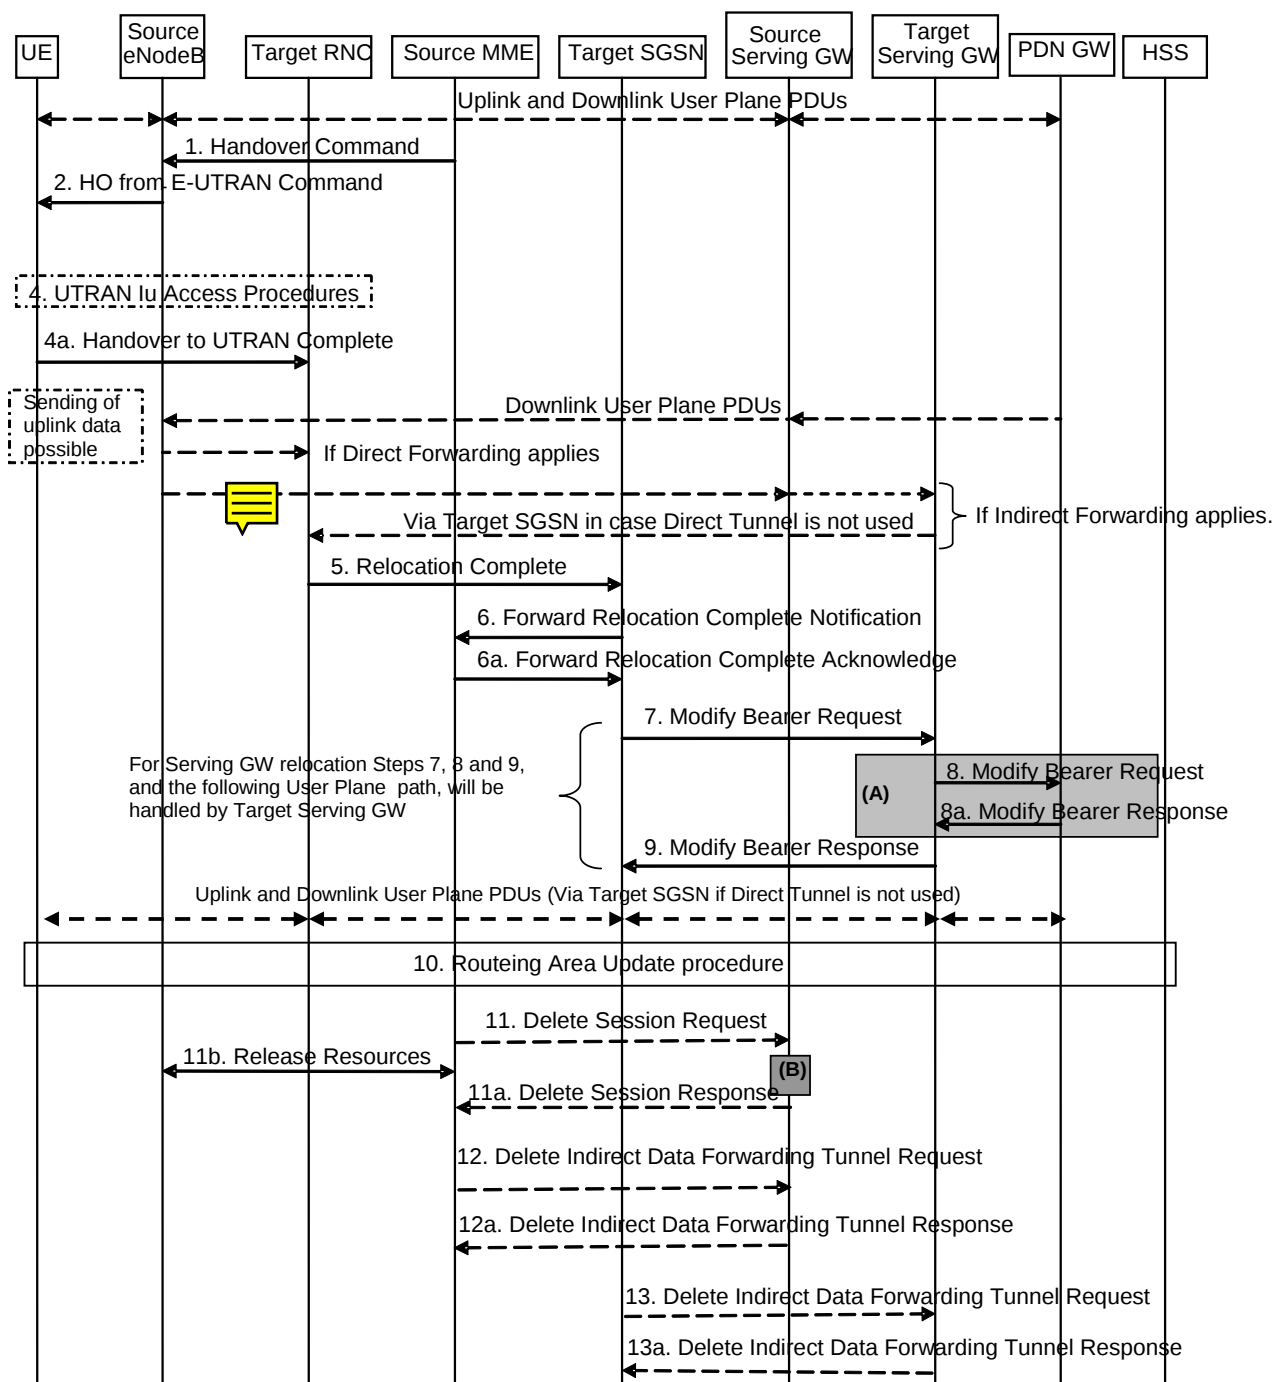 UE
Source
eNodeB
Target RNC
Source MME
Target SGSN
Source
Serving GW
Target
Serving GW
PDN GW
HSS
Uplink and Downlink User Plane PDUs
1. Handover Command
2. HO from E-UTRAN Command
4. UTRAN Iu Access Procedures
4a. Handover to UTRAN Complete
Sending of
uplink data
possible
Downlink User Plane PDUs
If Direct Forwarding applies
Via Target SGSN in case Direct Tunnel is not used
If Indirect Forwarding applies.
5. Relocation Complete
6. Forward Relocation Complete Notification
6a. Forward Relocation Complete Acknowledge
7. Modify Bearer Request
For Serving GW relocation Steps 7, 8 and 9,
and the following User Plane path, will be
handled by Target Serving GW
(A)
8. Modify Bearer Request
8a. Modify Bearer Response
9. Modify Bearer Response
Uplink and Downlink User Plane PDUs (Via Target SGSN if Direct Tunnel is not used)
10. Routeing Area Update procedure
11. Delete Session Request
11b. Release Resources
(B)
11a. Delete Session Response
12. Delete Indirect Data Forwarding Tunnel Request
12a. Delete Indirect Data Forwarding Tunnel Response
13. Delete Indirect Data Forwarding Tunnel Request
13a. Delete Indirect Data Forwarding Tunnel Response